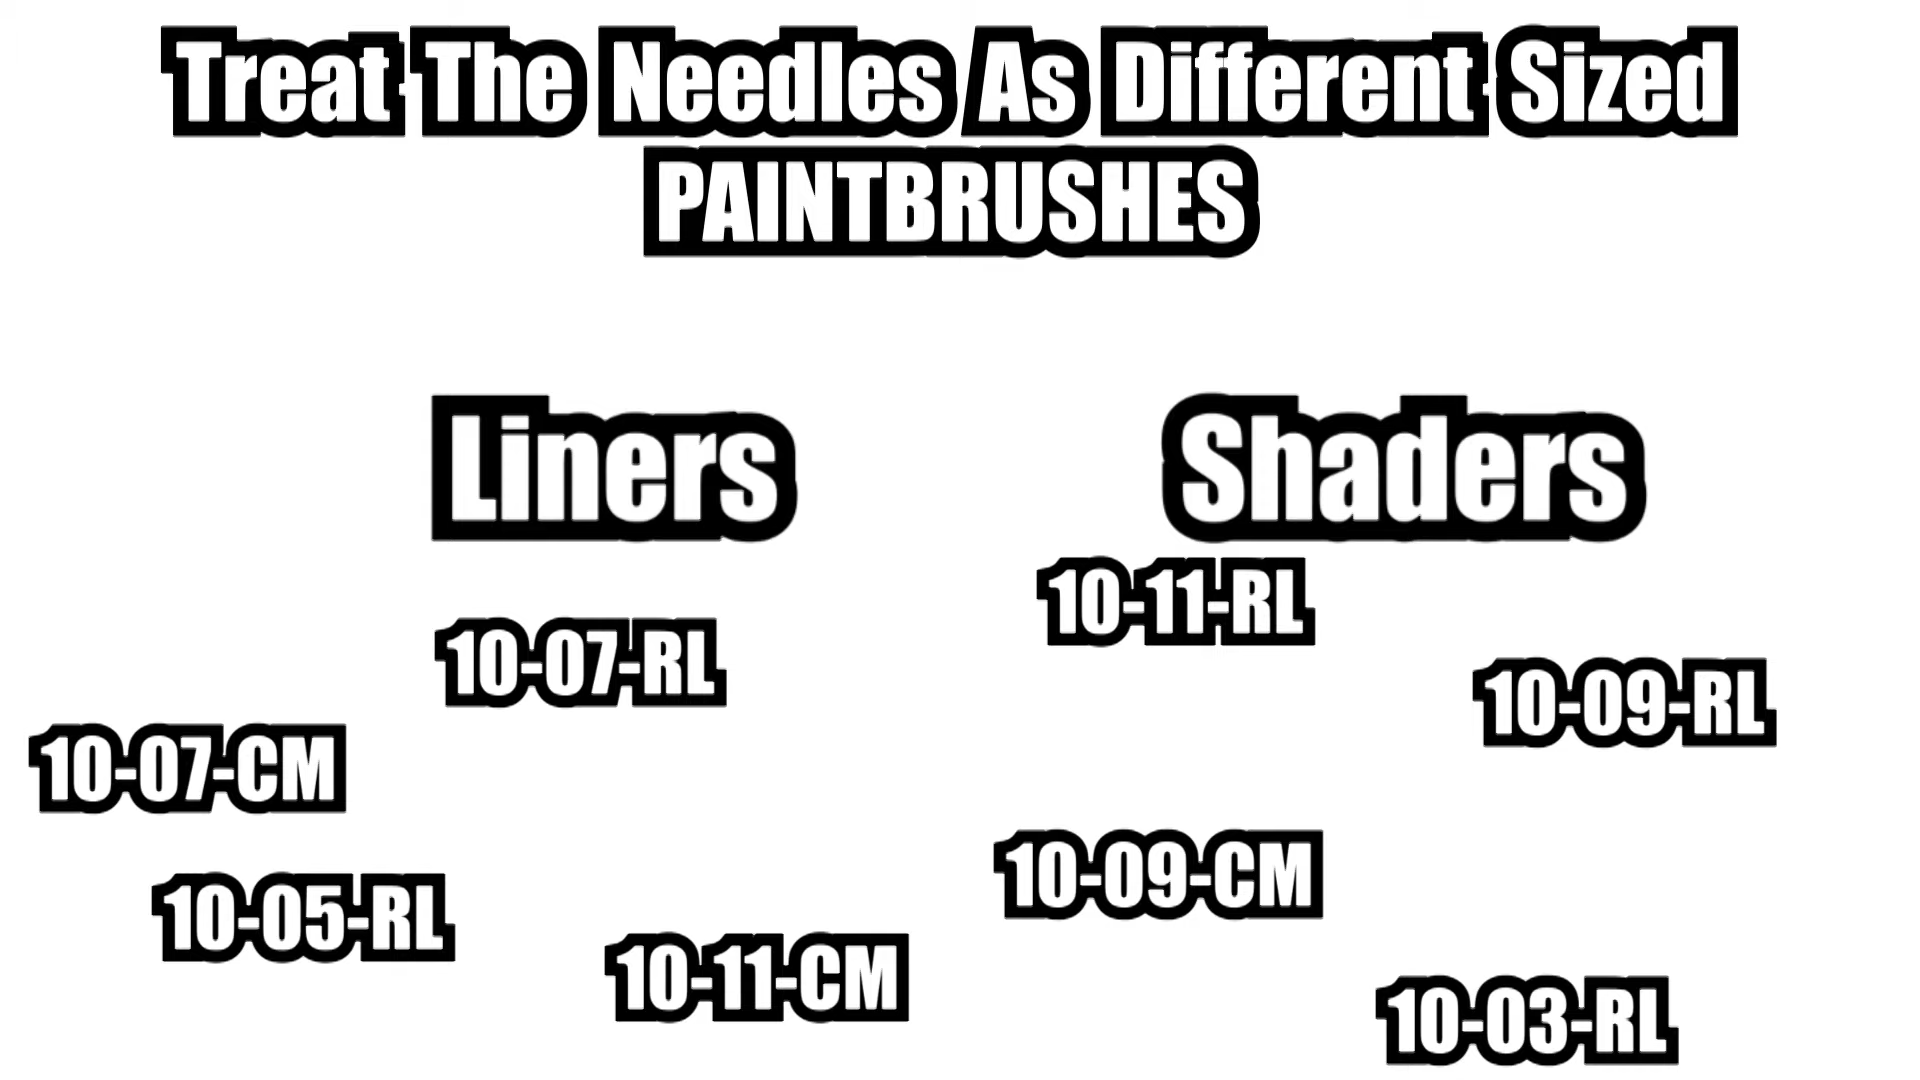 Treat The Needles As Different Sized
PAINTBRUSHES
Liners
Shaders
10-11-RL
10-07-RL
10-09-RL
10-07-CM
10-09-CM
10-05-RL
10-11-CM
10-03-RL